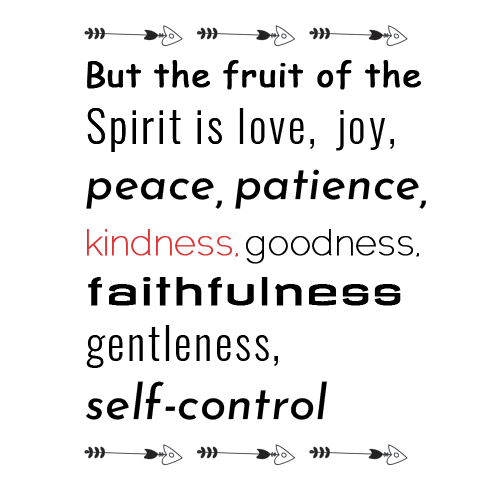 But the fruit of the
Spirit is love, joy,
peace, patience,
kindness, goodness,
faithfulness
gentleness,
self-control